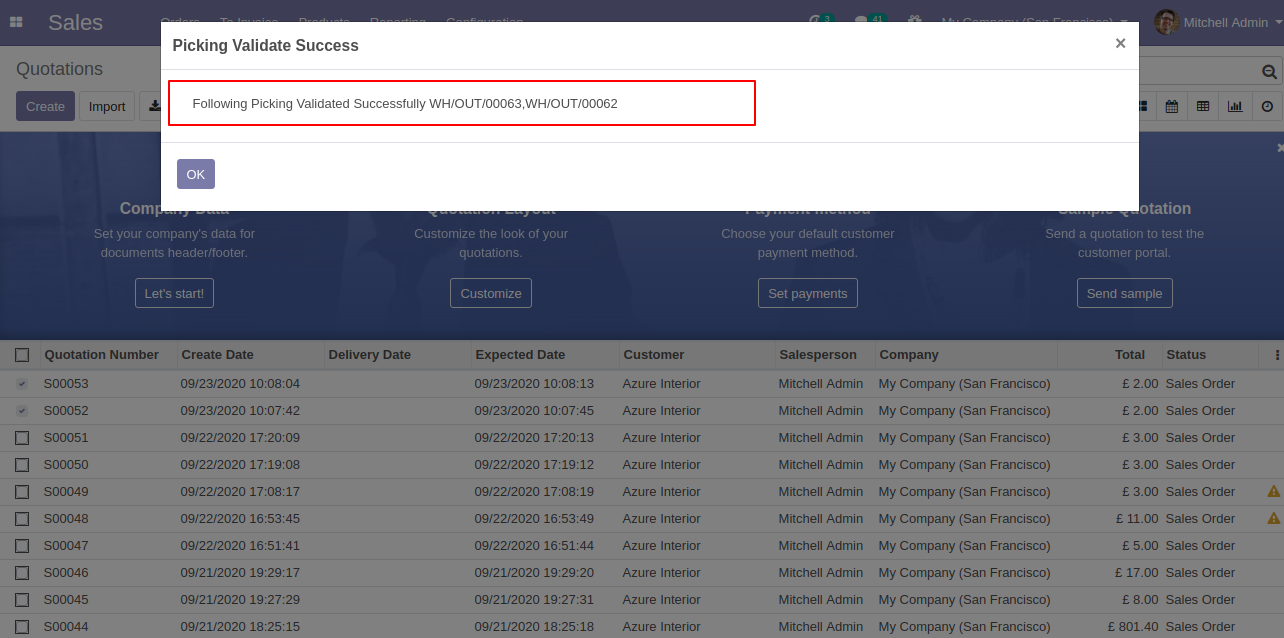 Sales Orders To Invoice Products Reporting Configuration 3 41 My Company (San Francisco) Mitchell Admin
Picking Validate Success ×
Quotations
Following Picking Validated Successfully WH/OUT/00063,WH/OUT/00062
Create Import
OK
Company Data Quotation Layout Payment Method Sample Quotation
Set your company's data for documents header/footer.
Customize the look of your quotations.
Choose your default customer payment method.
Send a quotation to test the customer portal.
Let's start! Customize Set payments Send sample
Quotation Number Create Date Delivery Date Expected Date Customer Salesperson Company Total Status
S00053 09/23/2020 10:08:04 09/23/2020 10:08:13 Azure Interior Mitchell Admin My Company (San Francisco) £ 2.00 Sales Order
S00052 09/23/2020 10:07:42 09/23/2020 10:07:45 Azure Interior Mitchell Admin My Company (San Francisco) £ 2.00 Sales Order
S00051 09/22/2020 17:20:09 09/22/2020 17:20:13 Azure Interior Mitchell Admin My Company (San Francisco) £ 3.00 Sales Order
S00050 09/22/2020 17:19:08 09/22/2020 17:19:12 Azure Interior Mitchell Admin My Company (San Francisco) £ 3.00 Sales Order
S00049 09/22/2020 17:08:17 09/22/2020 17:08:19 Azure Interior Mitchell Admin My Company (San Francisco) £ 3.00 Sales Order
S00048 09/22/2020 16:53:45 09/22/2020 16:53:49 Azure Interior Mitchell Admin My Company (San Francisco) £ 11.00 Sales Order
S00047 09/22/2020 16:51:41 09/22/2020 16:51:44 Azure Interior Mitchell Admin My Company (San Francisco) £ 5.00 Sales Order
S00046 09/21/2020 19:29:17 09/21/2020 19:29:20 Azure Interior Mitchell Admin My Company (San Francisco) £ 17.00 Sales Order
S00045 09/21/2020 19:27:29 09/21/2020 19:27:31 Azure Interior Mitchell Admin My Company (San Francisco) £ 8.00 Sales Order
S00044 09/21/2020 18:25:15 09/21/2020 18:25:18 Azure Interior Mitchell Admin My Company (San Francisco) £ 801.40 Sales Order